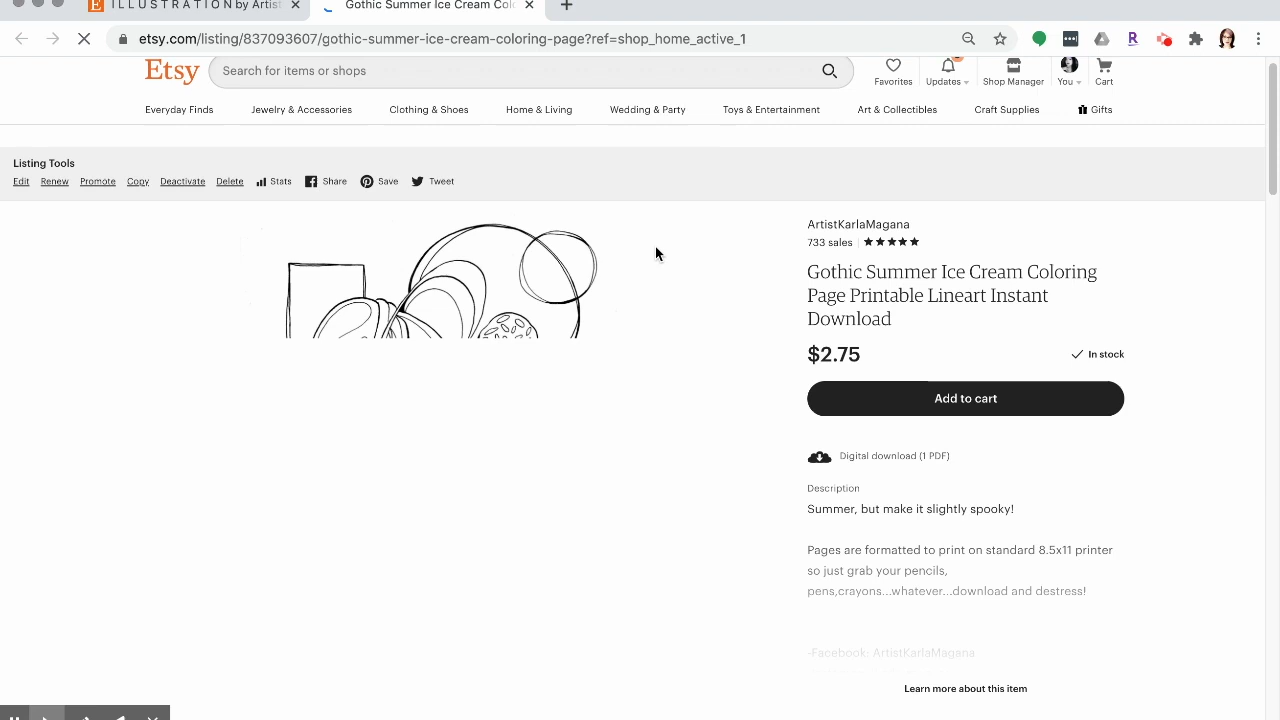 ILLUSTRATION by Artist
Gothic Summer Ice Cream Col
etsy.com/listing/837093607/gothic-summer-ice-cream-coloring-page?ref=shop_home_active_1
Etsy
Search for items or shops
Favorites
Updates
Shop Manager
You
Cart
Everyday Finds
Jewelry & Accessories
Clothing & Shoes
Home & Living
Wedding & Party
Toys & Entertainment
Art & Collectibles
Craft Supplies
Gifts
Listing Tools
Edit
Renew
Promote
Copy
Deactivate
Delete
Stats
Share
Save
Tweet
ArtistKarlaMagana
733 sales
Gothic Summer Ice Cream Coloring
Page Printable Lineart Instant
Download
$2.75
In stock
Add to cart
Digital download (1 PDF)
Description
Summer, but make it slightly spooky!
Pages are formatted to print on standard 8.5x11 printer
so just grab your pencils,
pens,crayons...whatever...download and destress!
-Facebook: ArtistKarlaMagana
Learn more about this item